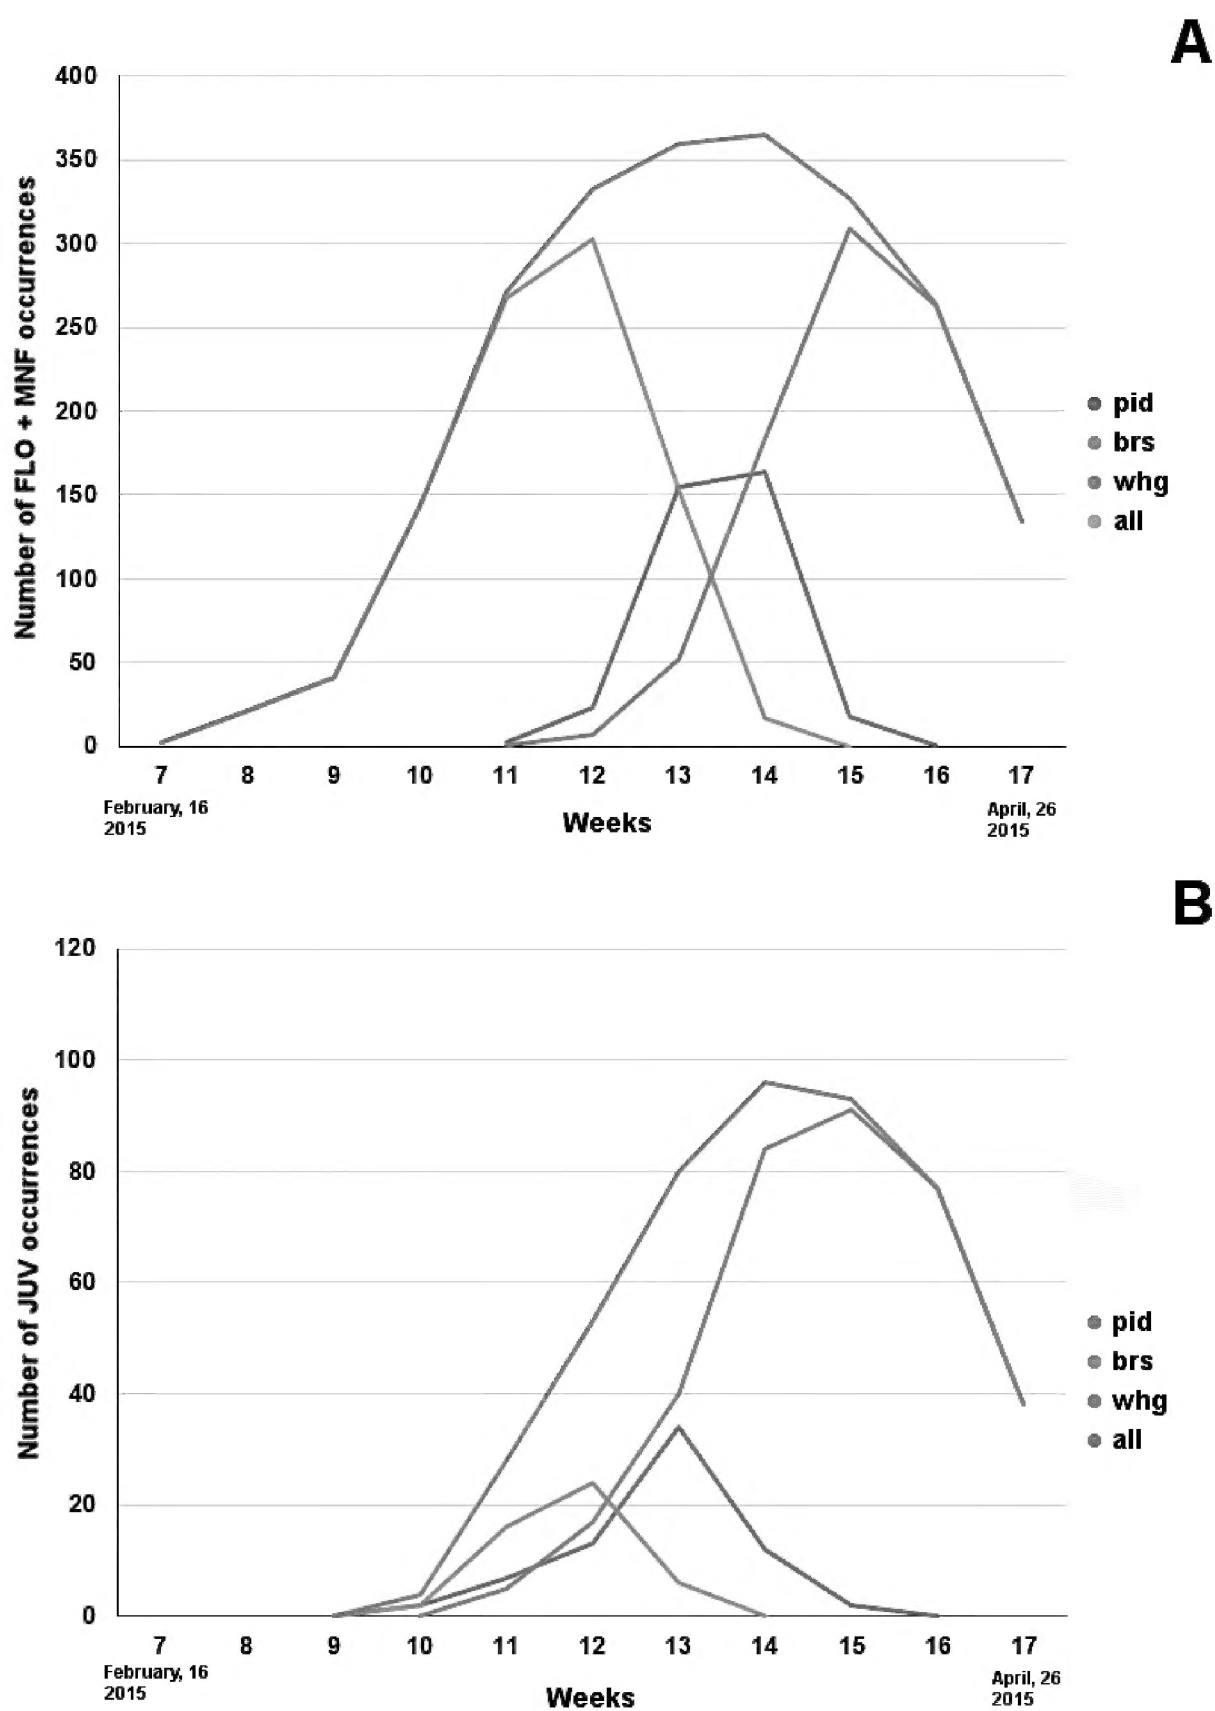 A
400
350
300
250
200
150
100
50
0
Number of FLO + MNF occurrences
pid
brs
whg
all
7 8 9 10 11 12 13 14 15 16 17
February, 16
2015
Weeks
April, 26
2015
B
120
100
80
60
40
20
0
Number of JUV occurrences
pid
brs
whg
all
7 8 9 10 11 12 13 14 15 16 17
February, 16
2015
Weeks
April, 26
2015